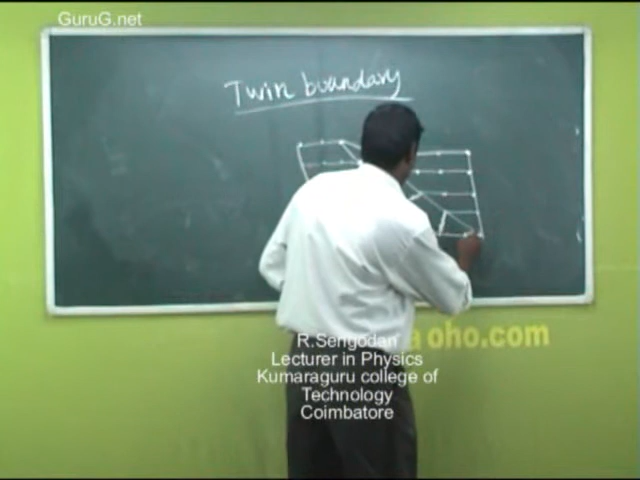 GuruG.net
Twin boundary
oho.com
R.Sengodan
Lecturer in Physics
Kumaraguru college of
Technology
Coimbatore